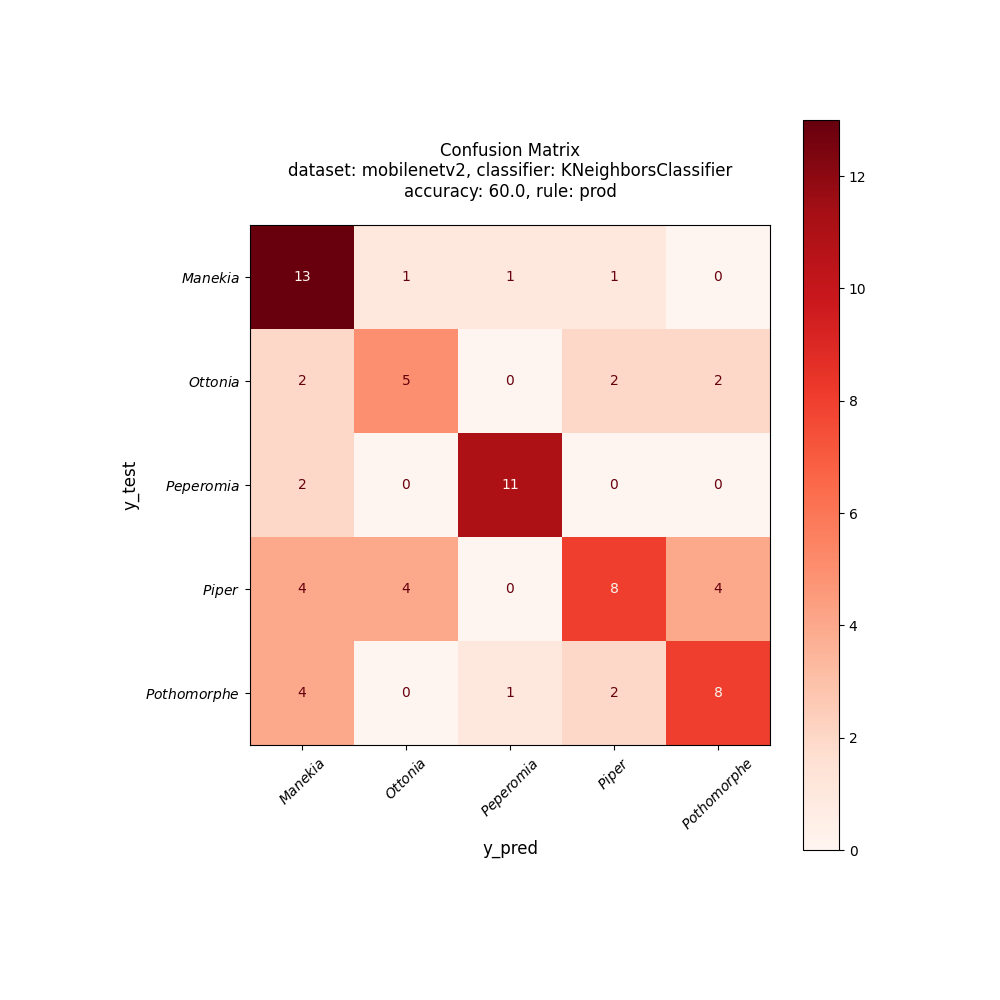 Confusion Matrix
dataset: mobilenetv2, classifier: KNeighborsClassifier
accuracy: 60.0, rule: prod
Manekia 13 1 1 1 0
Ottonia 2 5 0 2 2
Peperomia 2 0 11 0 0
Piper 4 4 0 8 4
Pothomorphe 4 0 1 2 8
Manekia Ottonia Peperomia Piper Pothomorphe
y_test
y_pred
12
10
8
6
4
2
0